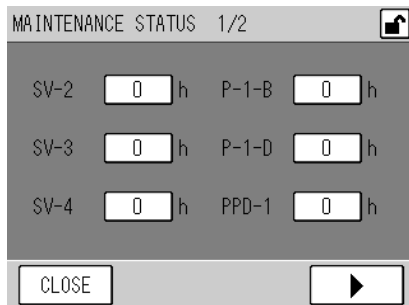 MAINTENANCE STATUS 1/2
SV-2 0 h P-1-B 0 h
SV-3 0 h P-1-D 0 h
SV-4 0 h PPD-1 0 h
CLOSE